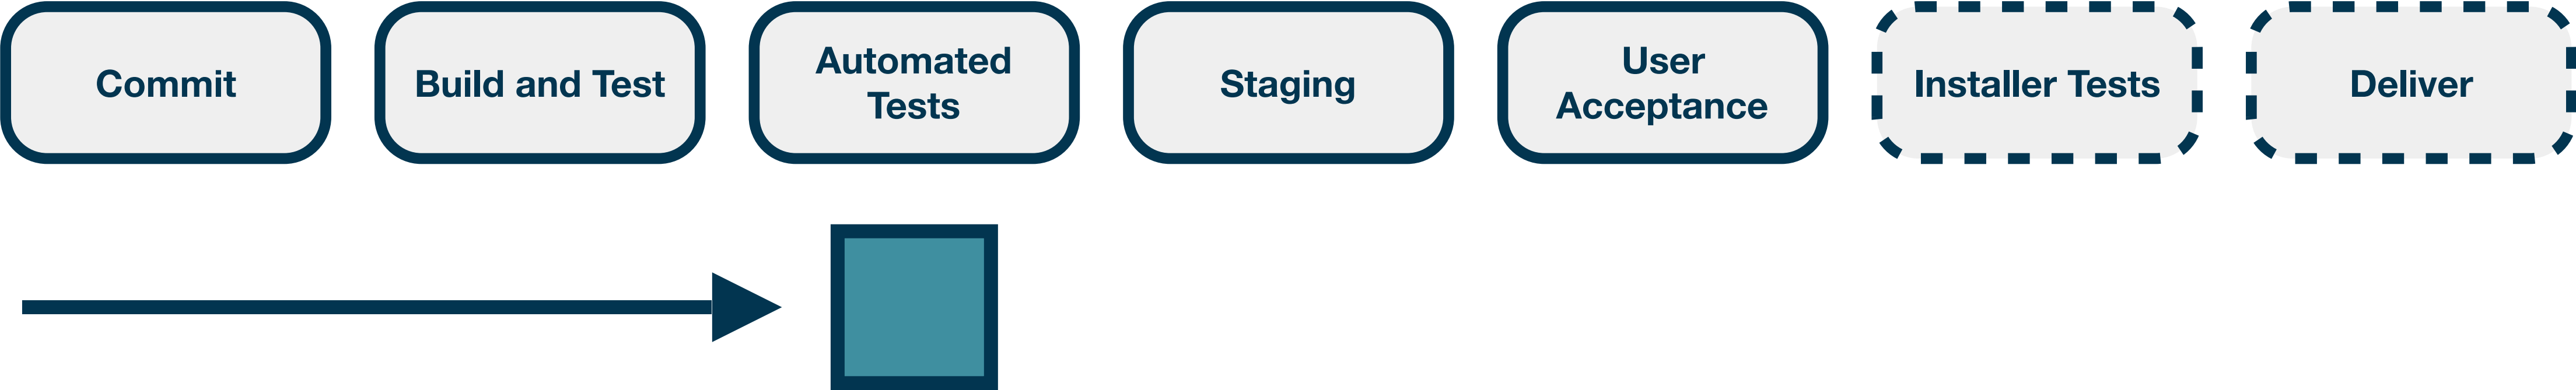 Commit
Build and Test
Automated
Tests
Staging
User
Acceptance
Installer Tests
Deliver